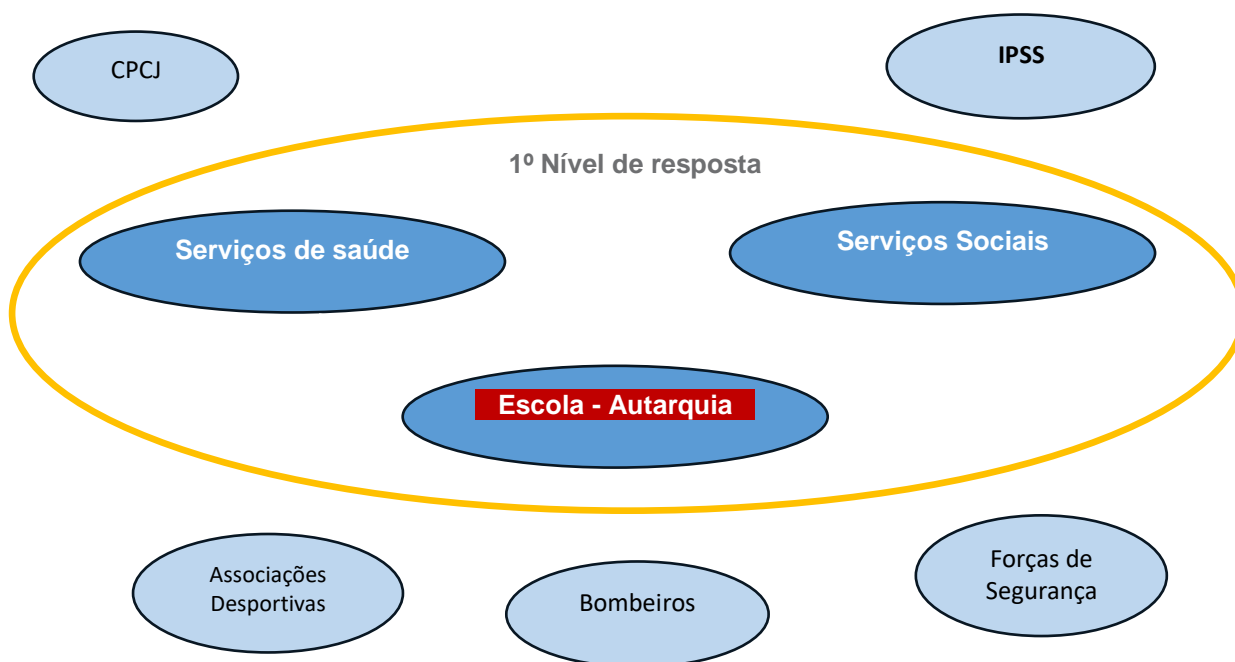 CPCJ
IPSS
1º Nível de resposta
Serviços de saúde
Serviços Sociais
Escola - Autarquia
Associações
Desportivas
Bombeiros
Forças de
Segurança